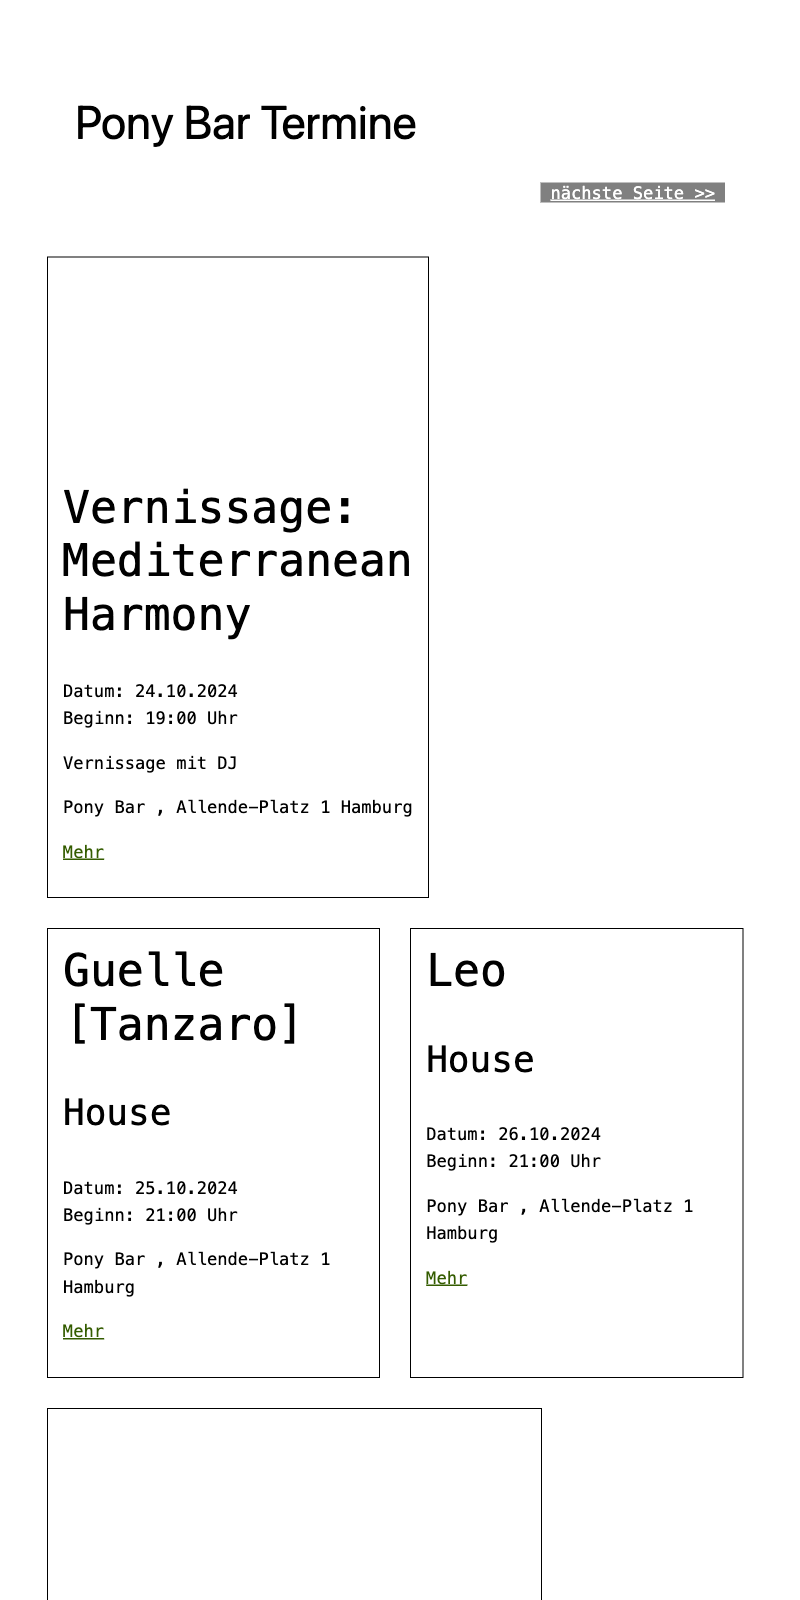 Pony Bar Termine
nächste Seite >>
Vernissage:
Mediterranean
Harmony
Datum: 24.10.2024
Beginn: 19:00 Uhr
Vernissage mit DJ
Pony Bar , Allende-Platz 1 Hamburg
Mehr
Guelle
[Tanzaro]
House
Datum: 25.10.2024
Beginn: 21:00 Uhr
Pony Bar , Allende-Platz 1
Hamburg
Mehr
Leo
House
Datum: 26.10.2024
Beginn: 21:00 Uhr
Pony Bar , Allende-Platz 1
Hamburg
Mehr